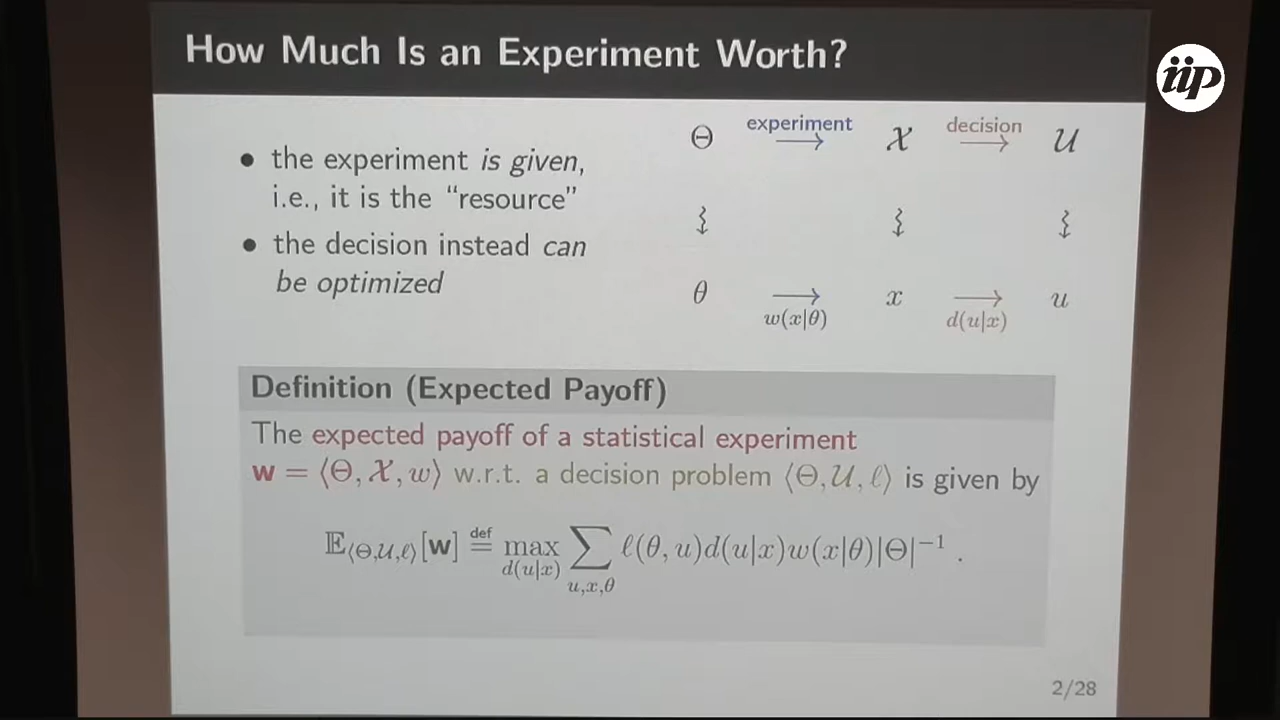 How Much Is an Experiment Worth?
iip
• the experiment is given,
i.e., it is the “resource”
• the decision instead can
be optimized
Θ experiment ⟶ 𝒳 decision ⟶ 𝒰
θ ⟶ w(x|θ) x ⟶ d(u|x) u
Definition (Expected Payoff)
The expected payoff of a statistical experiment
w = ⟨Θ, 𝒳, w⟩ w.r.t. a decision problem ⟨Θ, 𝒰, ℓ⟩ is given by
𝔼⟨Θ,𝒰,ℓ⟩[w] def= max d(u|x) ∑ u,x,θ ℓ(θ, u)d(u|x)w(x|θ)|Θ|⁻¹ .
2/28